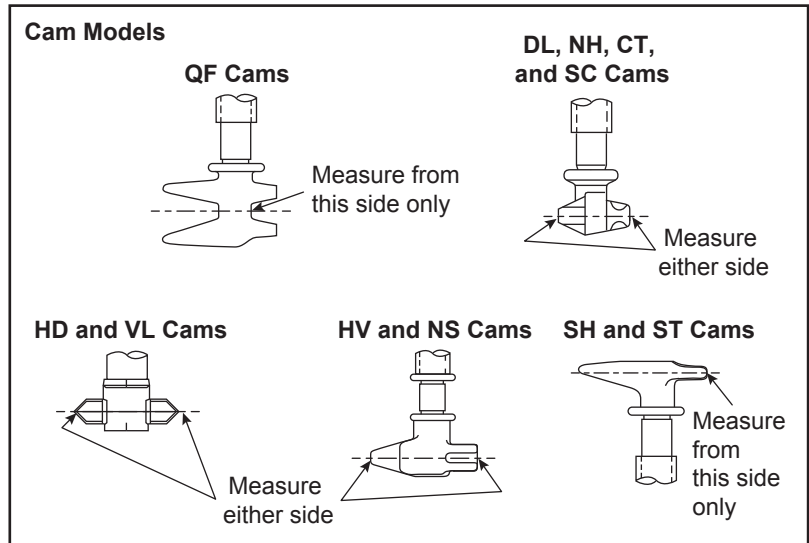 Cam Models
QF Cams
Measure from
this side only
DL, NH, CT,
and SC Cams
Measure
either side
HD and VL Cams
HV and NS Cams
Measure
either side
SH and ST Cams
Measure
from
this side
only